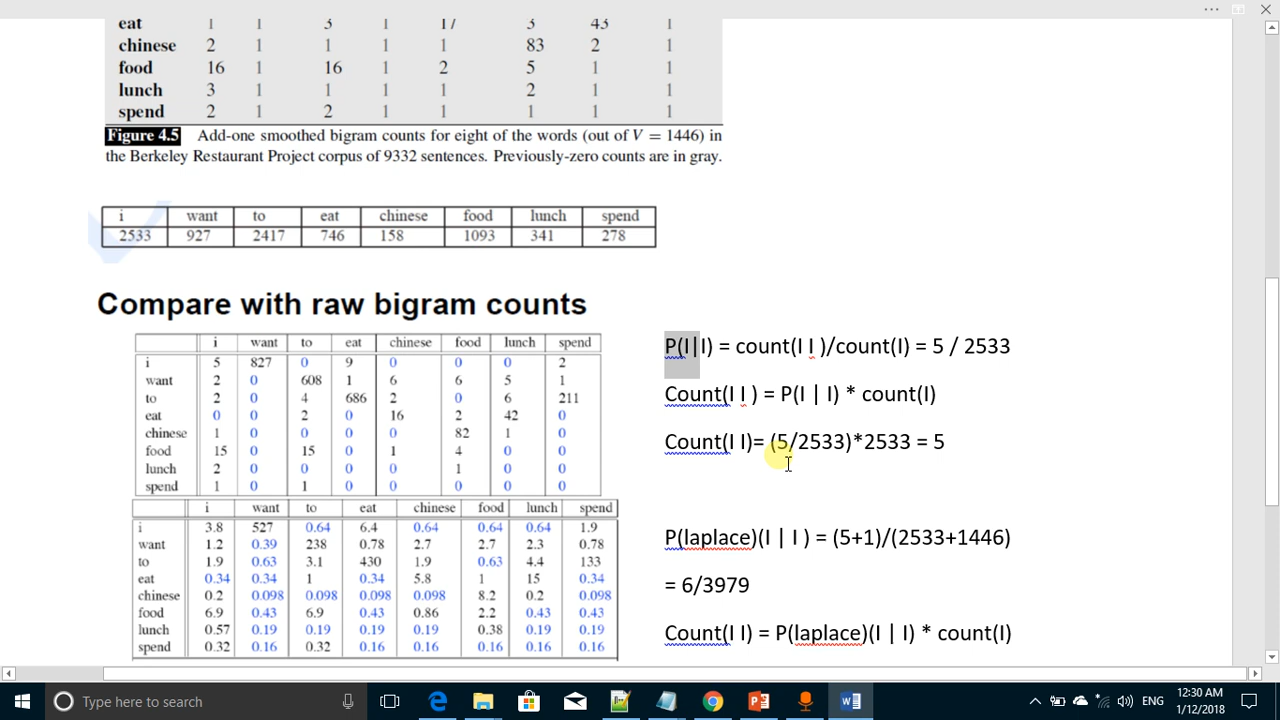 eat 1 1 3 1 17 3 43 1
chinese 2 1 1 1 1 83 2 1
food 16 1 16 1 2 5 1 1
lunch 3 1 1 1 1 2 1 1
spend 2 1 2 1 1 1 1 1
Figure 4.5 Add-one smoothed bigram counts for eight of the words (out of V = 1446) in
the Berkeley Restaurant Project corpus of 9332 sentences. Previously-zero counts are in gray.
i want to eat chinese food lunch spend
2533 927 2417 746 158 1093 341 278
Compare with raw bigram counts
i want to eat chinese food lunch spend
i 5 827 0 9 0 0 0 2
want 2 0 608 1 6 6 5 1
to 2 0 4 686 2 0 6 211
eat 0 0 2 0 16 2 42 0
chinese 1 0 0 0 0 82 1 0
food 15 0 15 0 1 4 0 0
lunch 2 0 0 0 0 1 0 0
spend 1 0 1 0 0 0 0 0
i want to eat chinese food lunch spend
i 3.8 527 0.64 6.4 0.64 0.64 0.64 1.9
want 1.2 0.39 238 0.78 2.7 2.7 2.3 0.78
to 1.9 0.63 3.1 430 1.9 0.63 4.4 133
eat 0.34 0.34 1 0.34 5.8 1 15 0.34
chinese 0.2 0.098 0.098 0.098 0.098 8.2 0.2 0.098
food 6.9 0.43 6.9 0.43 0.86 2.2 0.43 0.43
lunch 0.57 0.19 0.19 0.19 0.19 0.38 0.19 0.19
spend 0.32 0.16 0.32 0.16 0.16 0.16 0.16 0.16
P(I|I) = count(I I )/count(I) = 5 / 2533
Count(I I ) = P(I | I) * count(I)
Count(I I)= (5/2533)*2533 = 5
P(laplace)(I | I ) = (5+1)/(2533+1446)
= 6/3979
Count(I I) = P(laplace)(I | I) * count(I)
Type here to search
ENG
12:30 AM
1/12/2018